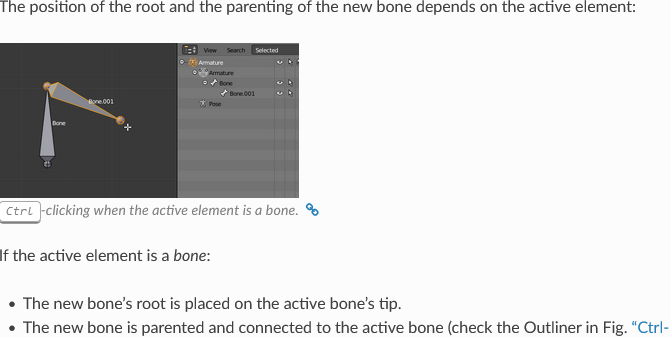 The position of the root and the parenting of the new bone depends on the active element:
View Search Selected
Armature
Armature
Bone
Bone.001
Pose
Bone.001
Bone
Ctrl-clicking when the active element is a bone.
If the active element is a bone:
• The new bone’s root is placed on the active bone’s tip.
• The new bone is parented and connected to the active bone (check the Outliner in Fig. “Ctrl-